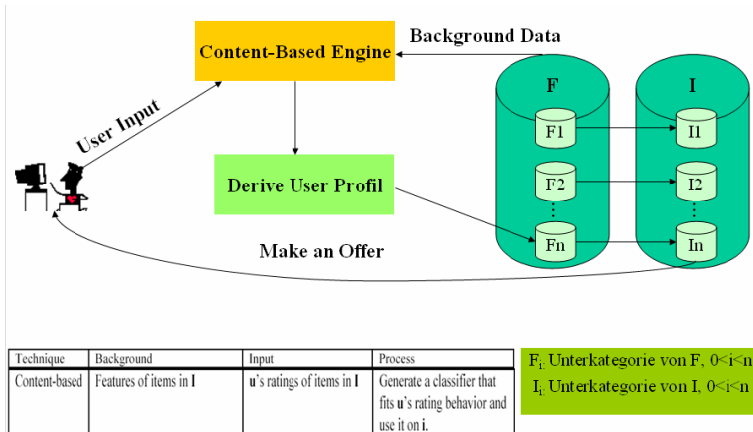 Background Data
Content-Based Engine
F
I
User Input
F1
I1
Derive User Profil
F2
I2
Fn
In
Make an Offer
Technique Background Input Process
Content-based Features of items in I u's ratings of items in I Generate a classifier that
fits u's rating behavior and
use it on i.
Fi: Unterkategorie von F, 0<i<n
Ii: Unterkategorie von I, 0<i<n